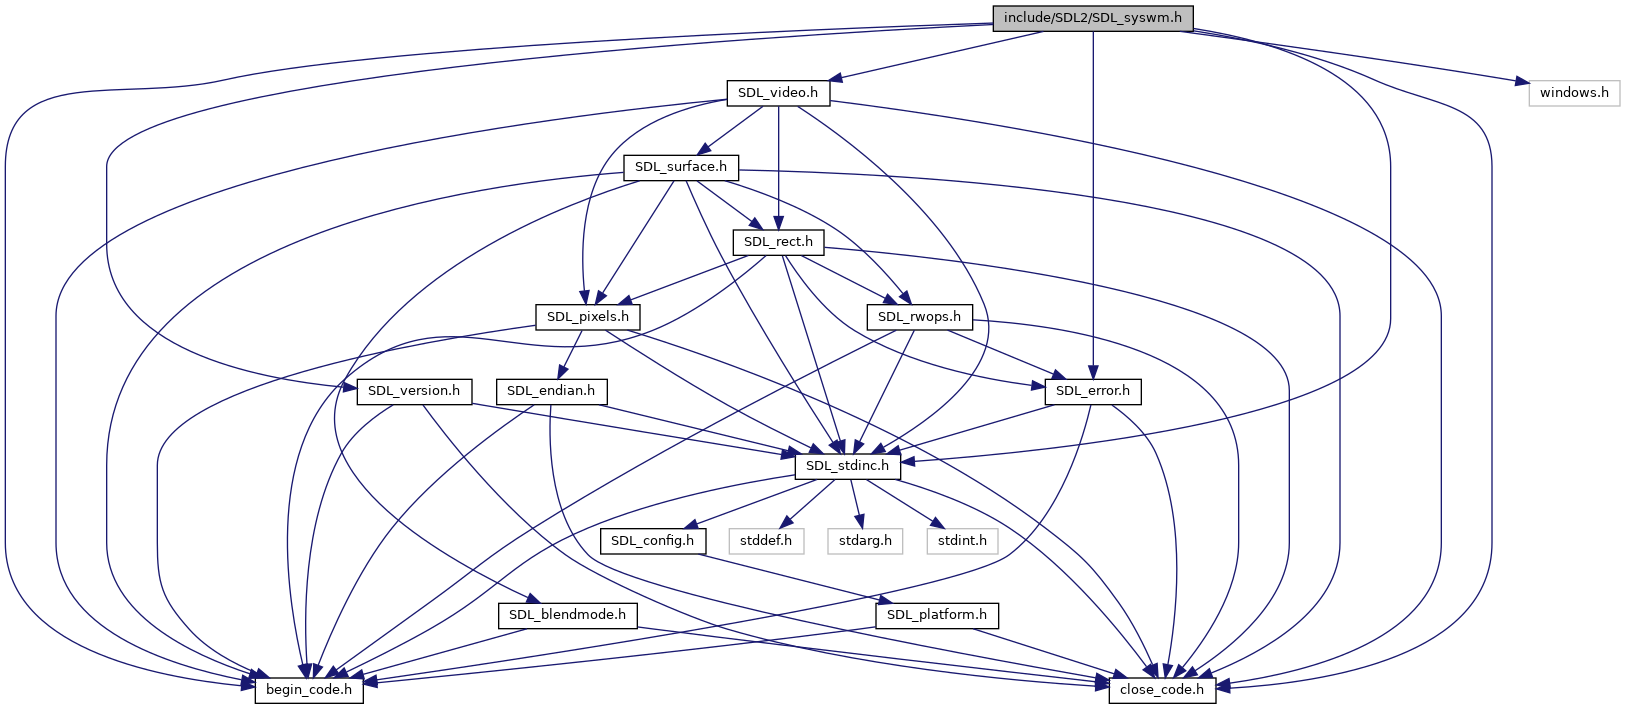 include/SDL2/SDL_syswm.h
SDL_video.h
windows.h
SDL_surface.h
SDL_rect.h
SDL_pixels.h
SDL_rwops.h
SDL_version.h
SDL_endian.h
SDL_error.h
SDL_stdinc.h
SDL_config.h
stddef.h
stdarg.h
stdint.h
SDL_blendmode.h
SDL_platform.h
begin_code.h
close_code.h